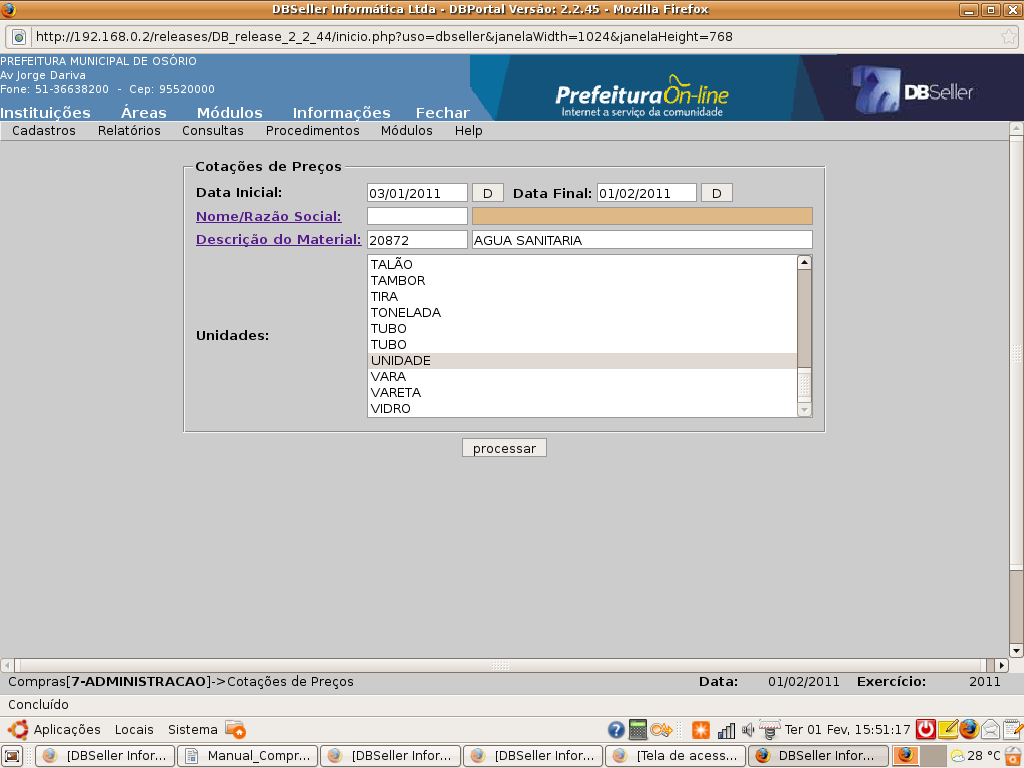 DBSeller Informática Ltda - DBPortal Versão: 2.2.45 - Mozilla Firefox
http://192.168.0.2/releases/DB_release_2_2_44/inicio.php?uso=dbseller&janelaWidth=1024&janelaHeight=768
PREFEITURA MUNICIPAL DE OSÓRIO
Av Jorge Dariva
Fone: 51-36638200 - Cep: 95520000
PrefeituraOn-line
Internet a serviço da comunidade
DBSeller
Instituições Áreas Módulos Informações Fechar
Cadastros Relatórios Consultas Procedimentos Módulos Help
Cotações de Preços
Data Inicial: 03/01/2011 D Data Final: 01/02/2011 D
Nome/Razão Social:
Descrição do Material: 20872 AGUA SANITARIA
Unidades:
TALÃO
TAMBOR
TIRA
TONELADA
TUBO
TUBO
UNIDADE
VARA
VARETA
VIDRO
processar
Compras[7-ADMINISTRACAO]->Cotações de Preços Data: 01/02/2011 Exercício: 2011
Concluído
Aplicações Locais Sistema Ter 01 Fev, 15:51:17
[DBSeller Infor... Manual_Compr... [DBSeller Infor... [DBSeller Infor... [Tela de acess... DBSeller Infor... 28 °C